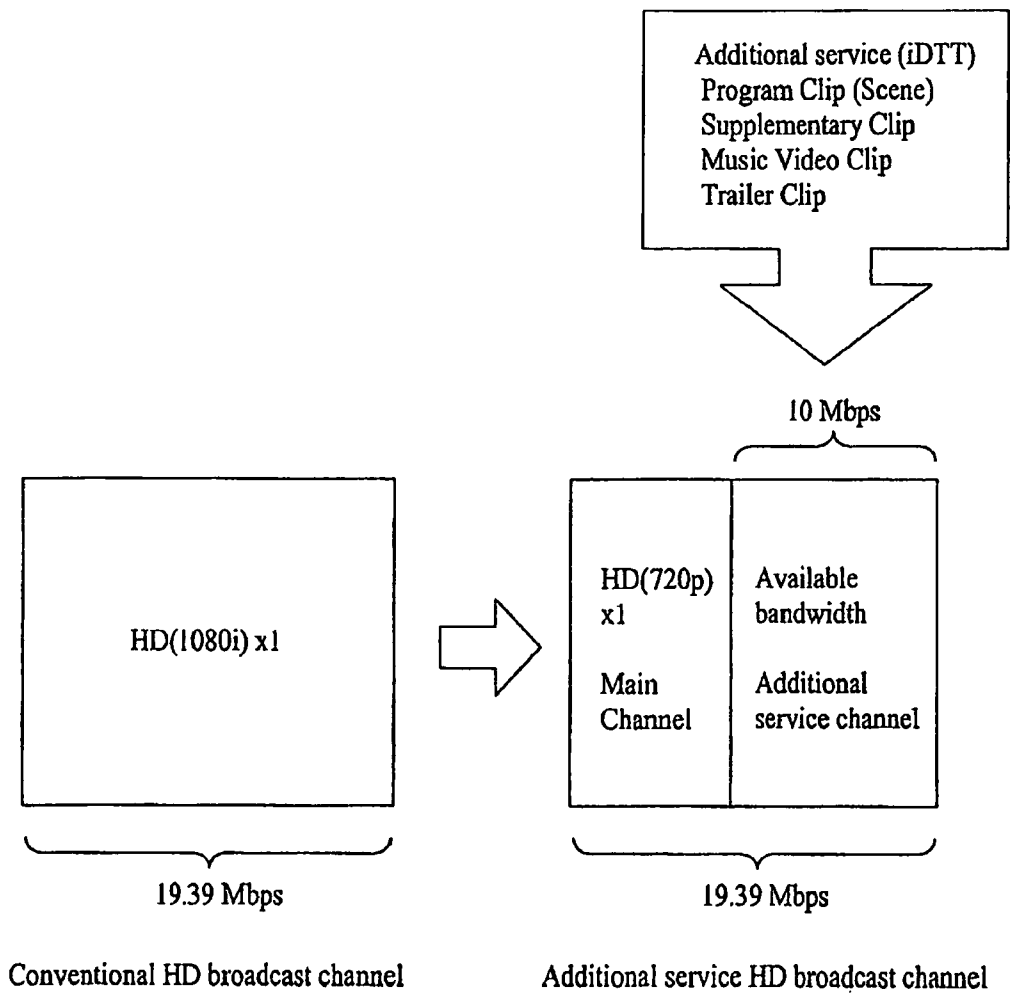 Additional service (iDTT)
Program Clip (Scene)
Supplementary Clip
Music Video Clip
Trailer Clip
10 Mbps
HD(1080i) x1
HD(720p)
x1
Main
Channel
Available
bandwidth
Additional
service channel
19.39 Mbps
19.39 Mbps
Conventional HD broadcast channel
Additional service HD broadcast channel